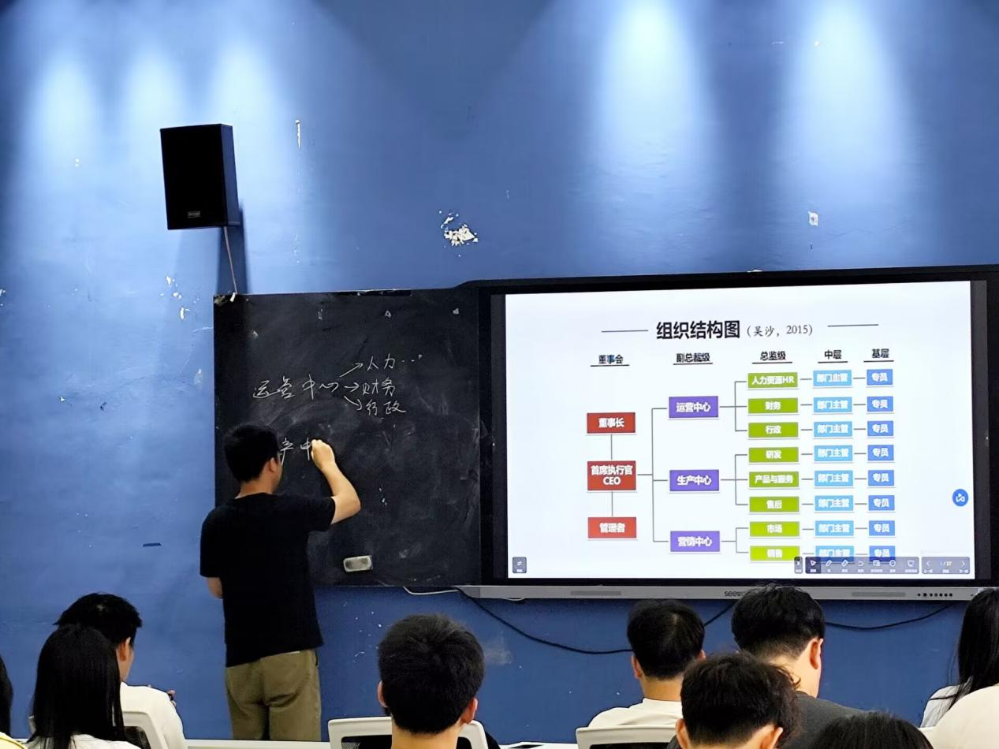 运营中心
人力...
财务
行政
产中
组织结构图（吴沙，2015）
董事会 副总裁级 总监级 中层 基层
人力资源HR 部门主管 专员
运营中心 财务 部门主管 专员
董事长
行政 部门主管 专员
研发 部门主管 专员
首席执行官
CEO
生产中心 产品与服务 部门主管 专员
售后 部门主管 专员
管理者
市场 部门主管 专员
营销中心
销售 部门主管 专员